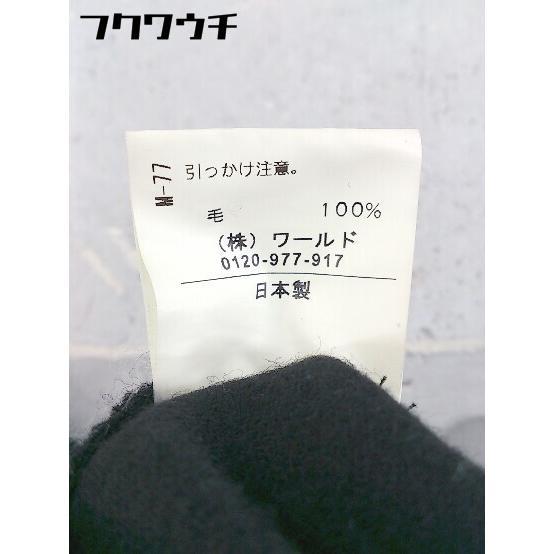 フクワウチ
W-77
引っかけ注意。
毛 100%
(株) ワールド
0120-977-917
日本製